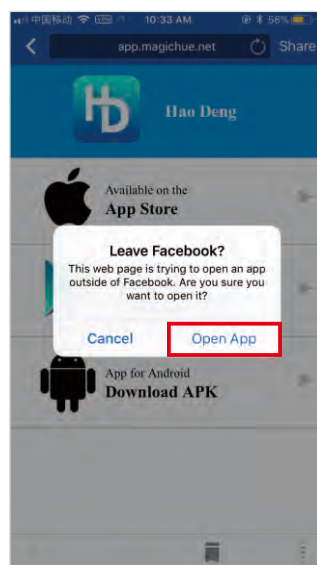 中国移动 VPN 10:33 AM 56%
app.magichue.net Share
HD Hao Deng
Available on the
App Store
Leave Facebook?
This web page is trying to open an app
outside of Facebook. Are you sure you
want to open it?
Cancel Open App
App for Android
Download APK